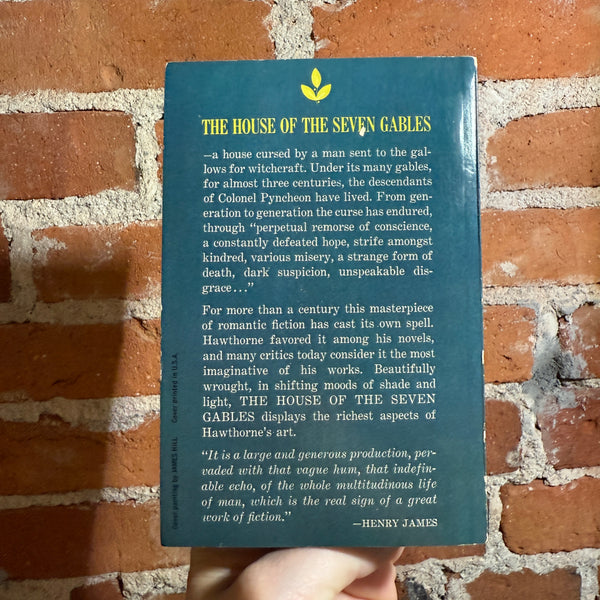 THE HOUSE OF THE SEVEN GABLES
—a house cursed by a man sent to the gal-
lows for witchcraft. Under its many gables,
for almost three centuries, the descendants
of Colonel Pyncheon have lived. From gen-
eration to generation the curse has endured,
through “perpetual remorse of conscience,
a constantly defeated hope, strife amongst
kindred, various misery, a strange form of
death, dark suspicion, unspeakable dis-
grace...”
For more than a century this masterpiece
of romantic fiction has cast its own spell.
Hawthorne favored it among his novels,
and many critics today consider it the most
imaginative of his works. Beautifully
wrought, in shifting moods of shade and
light, THE HOUSE OF THE SEVEN
GABLES displays the richest aspects of
Hawthorne's art.
“It is a large and generous production, per-
vaded with that vague hum, that indefin-
able echo, of the whole multitudinous life
of man, which is the real sign of a great
work of fiction.”
—HENRY JAMES
Cover painting by JAMES HILL Cover printed in U.S.A.